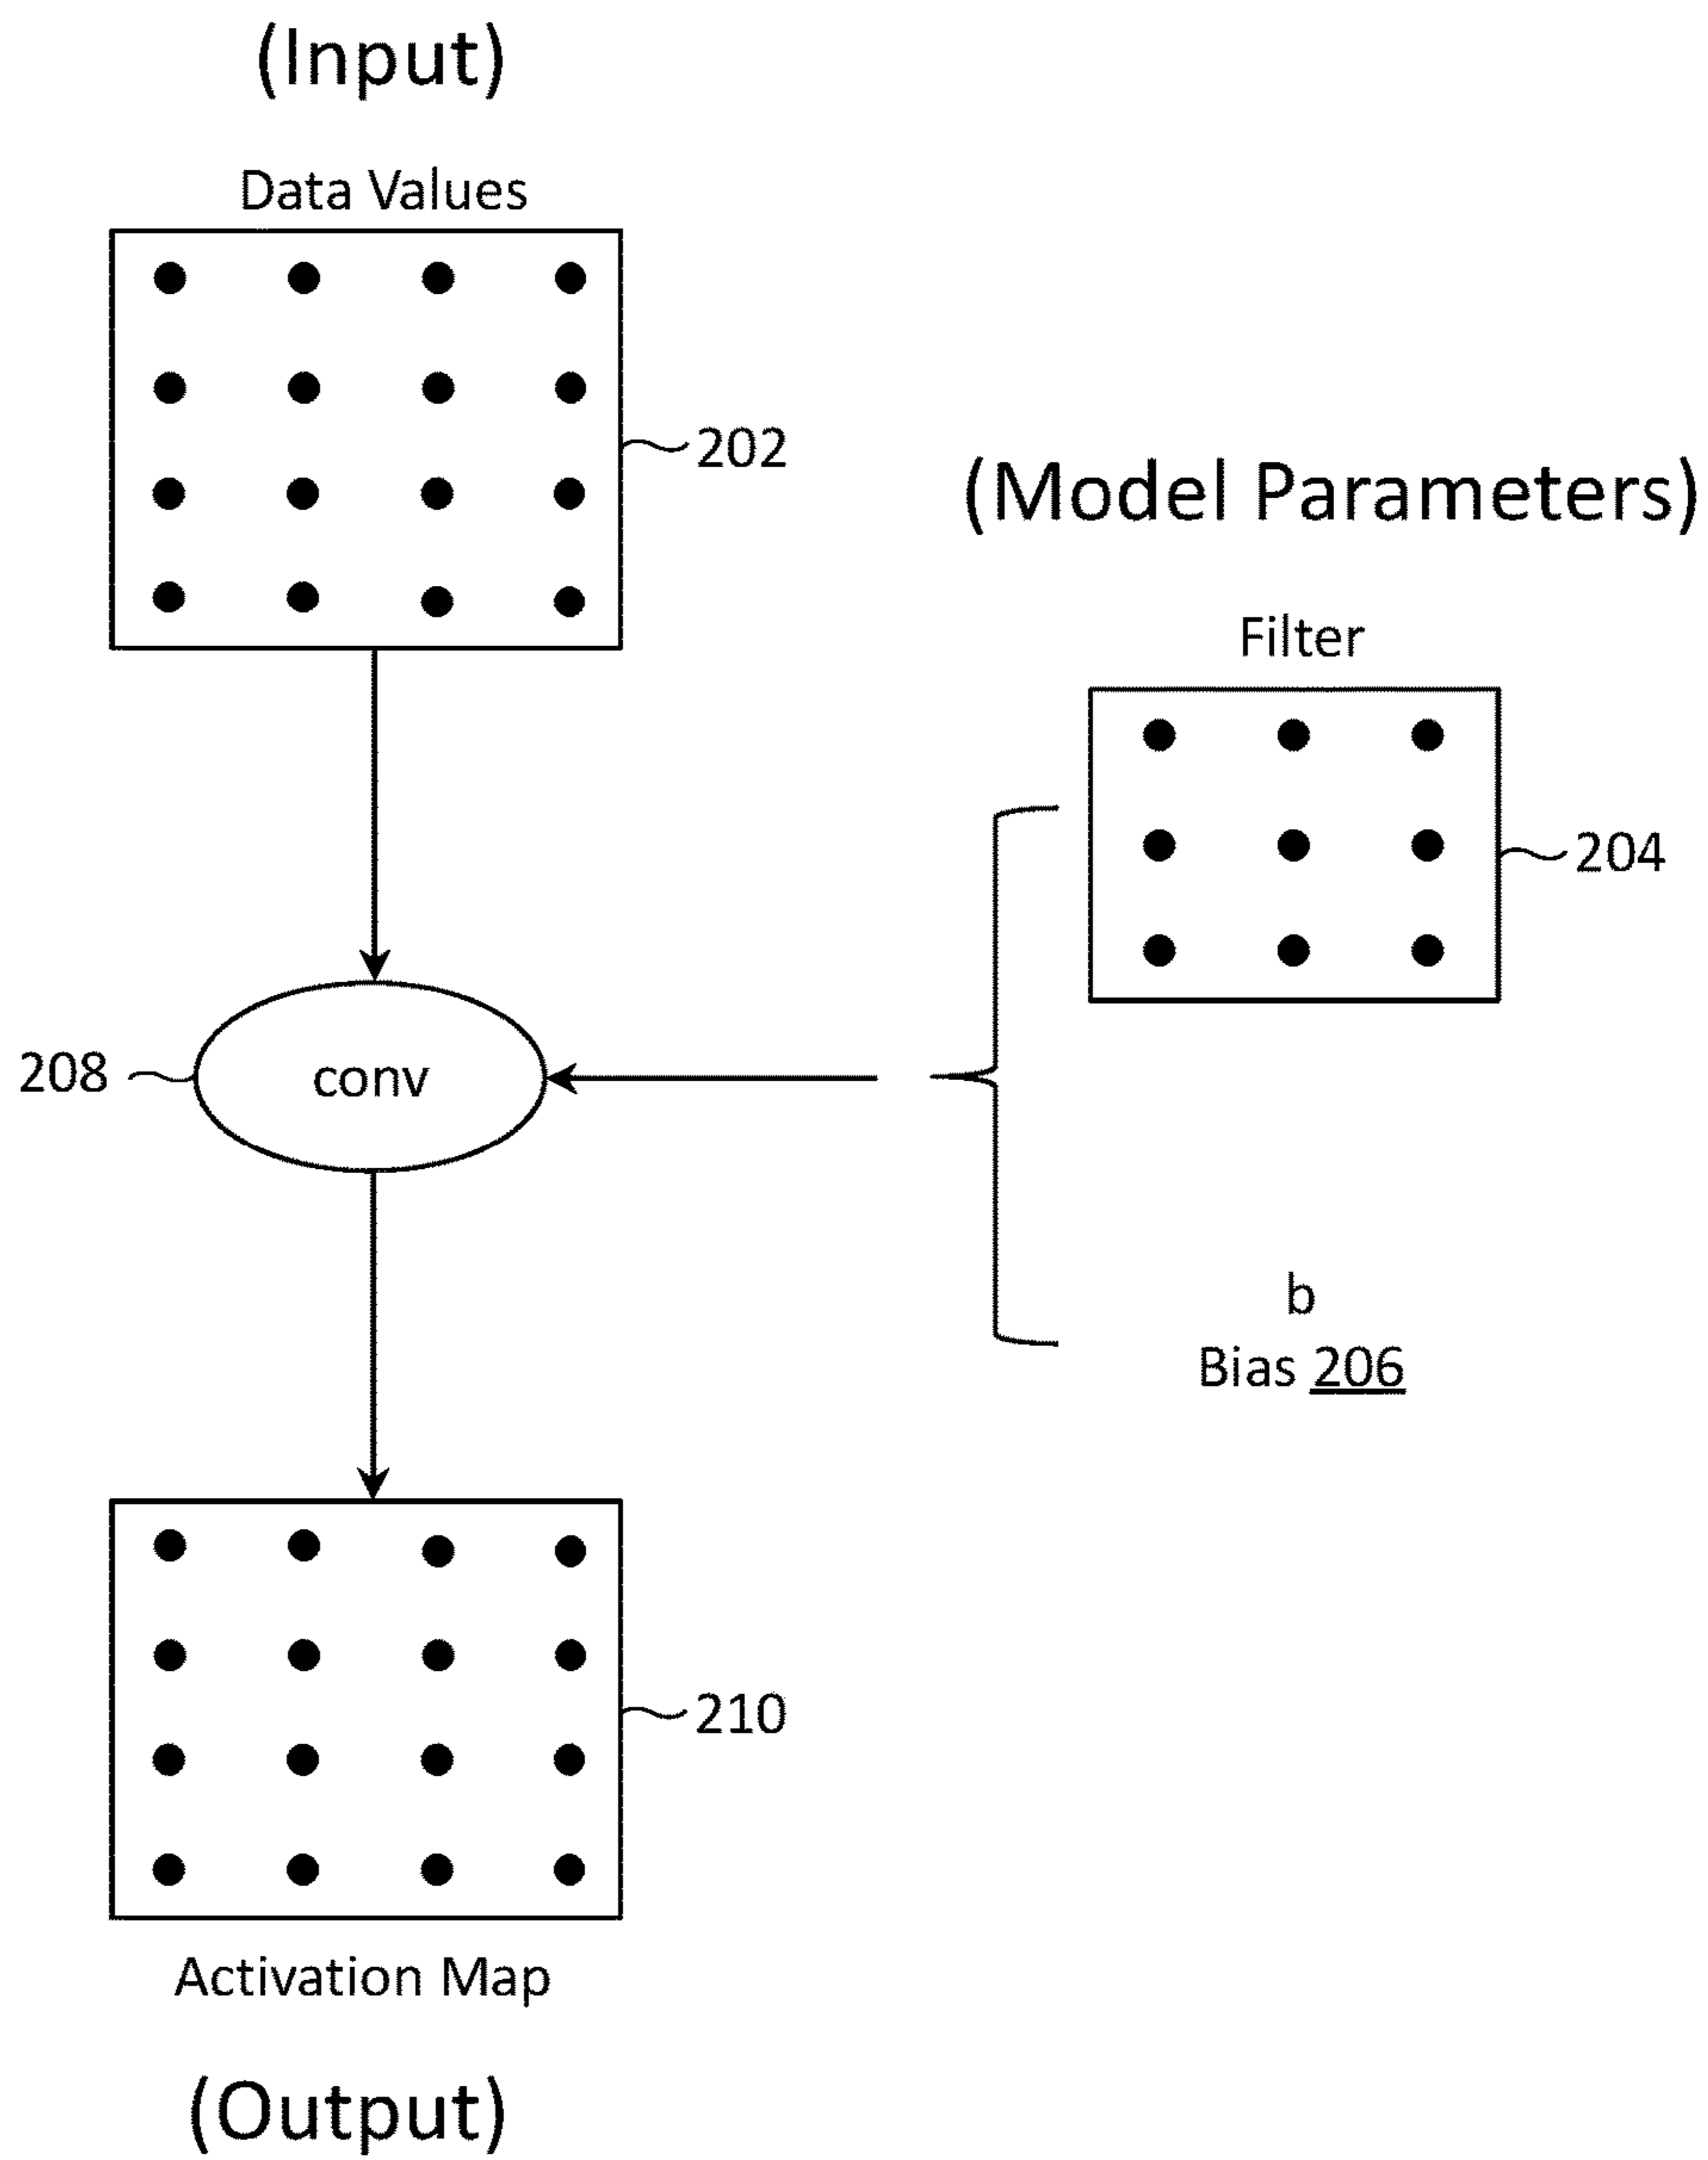 (Input)
Data Values
202
(Model Parameters)
Filter
204
208
conv
b
Bias 206
210
Activation Map
(Output)